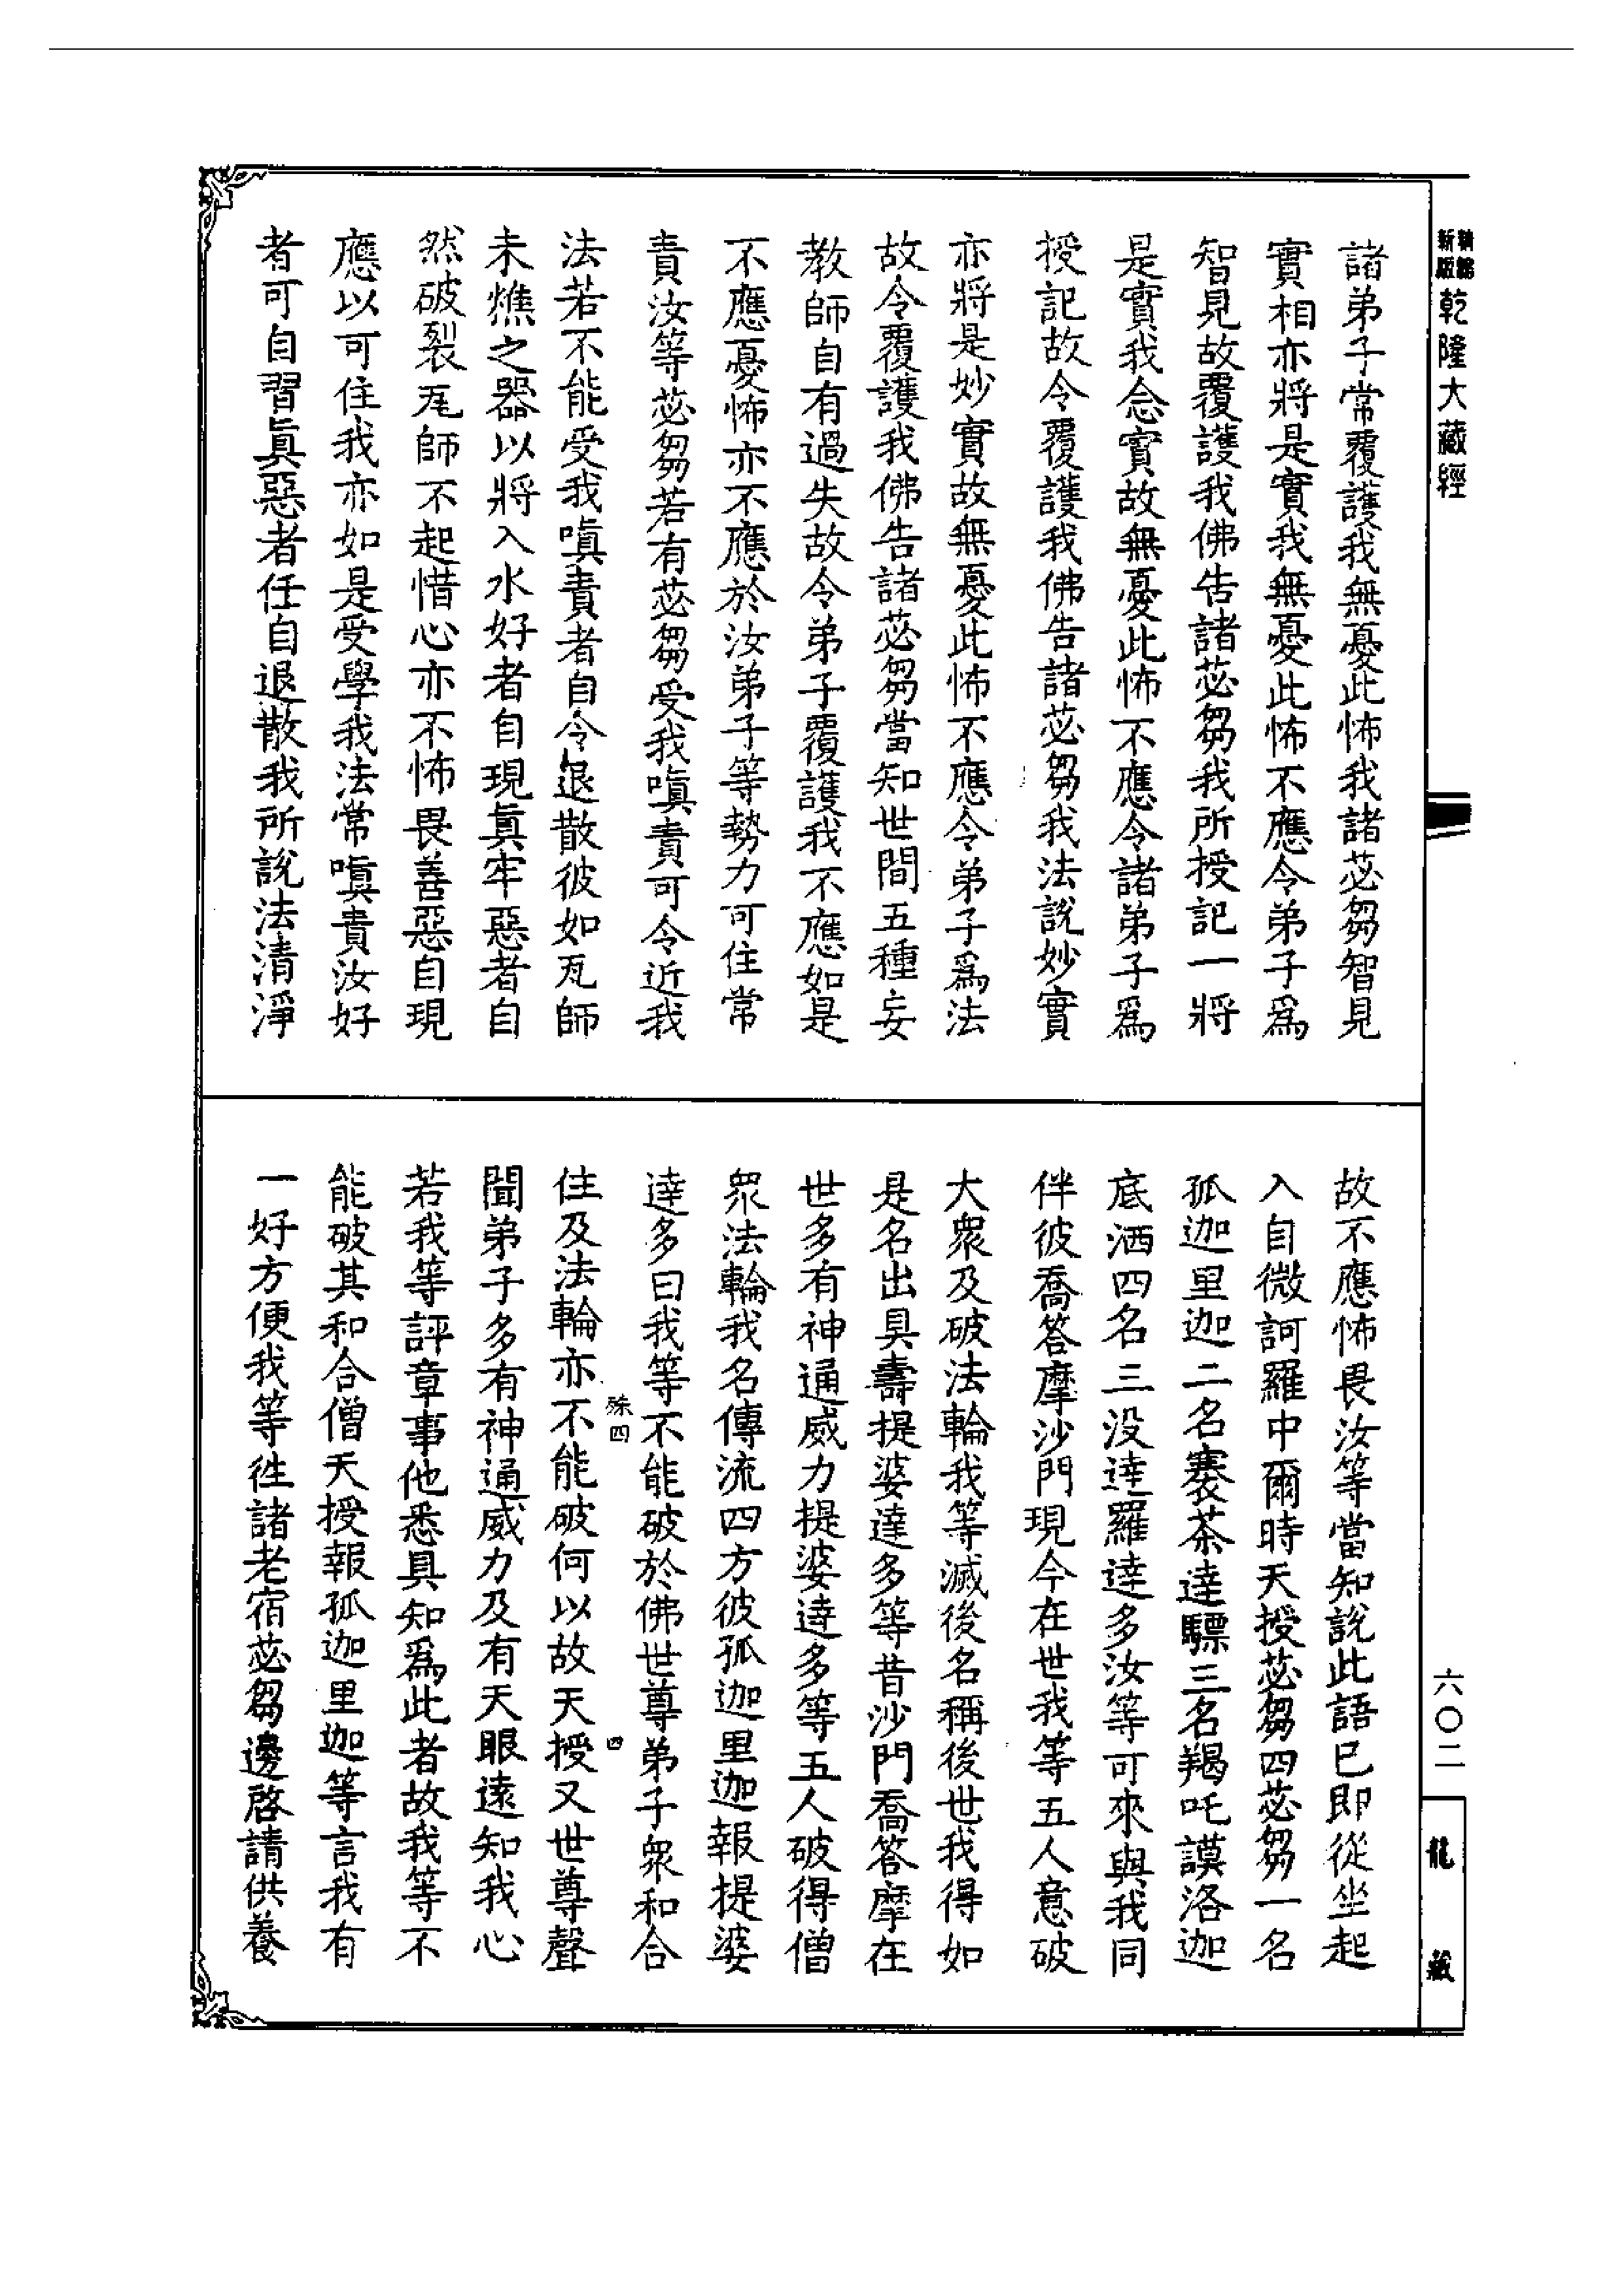 新版
精縮
乾隆大藏經
六〇二
龍藏
諸弟子常覆護我無憂此怖我諸苾芻智見
實相亦將是實我無憂此怖不應令弟子爲
智見故覆護我佛告諸苾芻我所授記一將
是實我念實故無憂此怖不應令諸弟子爲
授記故令覆護我佛告諸苾芻我法說妙實
亦將是妙實故無憂此怖不應令弟子爲法
故令覆護我佛告諸苾芻當知世間五種妄
教師自有過失故令弟子覆護我不應如是
不應憂怖亦不應於汝弟子等勢力可住常
責汝等苾芻若有苾芻受我嗔責可令近我
法若不能受我嗔責者自令退散彼如瓦師
未燋之器以將入水好者自現眞牢惡者自
然破裂瓦師不起惜心亦不怖畏善惡自現
應以可住我亦如是受學我法常嗔責汝好
者可自習眞惡者任自退散我所說法清淨
故不應怖畏汝等當知說此語已即從坐起
入自微訶羅中爾時天授苾芻四苾芻一名
孤迦里迦二名褰荼達驃三名羯吒謨洛迦
底洒四名三没達羅達多汝等可來與我同
伴彼喬答摩沙門現今在世我等五人意破
大衆及破法輪我等滅後名稱後世我得如
是名出具壽提婆達多等昔沙門喬答摩在
世多有神通威力提婆達多等五人破得僧
衆法輪我名傳流四方彼孤迦里迦報提婆
達多曰我等不能破於佛世尊弟子衆和合
殊四
四
住及法輪亦不能破何以故天授又世尊聲
聞弟子多有神通威力及有天眼遠知我心
若我等評章事他悉具知爲此者故我等不
能破其和合僧天授報孤迦里迦等言我有
一好方便我等徃諸老宿苾芻邊啓請供養